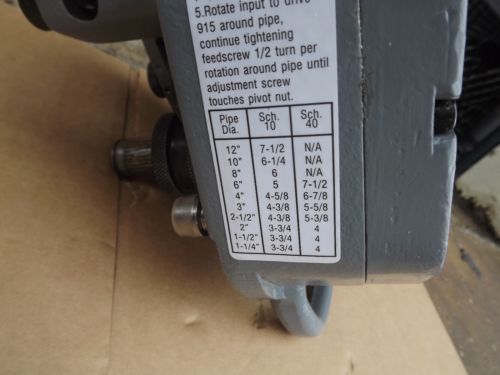 5.Rotate input to drive
915 around pipe,
continue tightening
feedscrew 1/2 turn per
rotation around pipe until
adjustment screw
touches pivot nut.
Pipe Dia. Sch. 10 Sch. 40
12" 7-1/2 N/A
10" 6-1/4 N/A
8" 6 N/A
6" 5 7-1/2
4" 4-5/8 6-7/8
3" 4-3/8 5-5/8
2-1/2" 4-3/8 5-3/8
2" 3-3/4 4
1-1/2" 3-3/4 4
1-1/4" 3-3/4 4